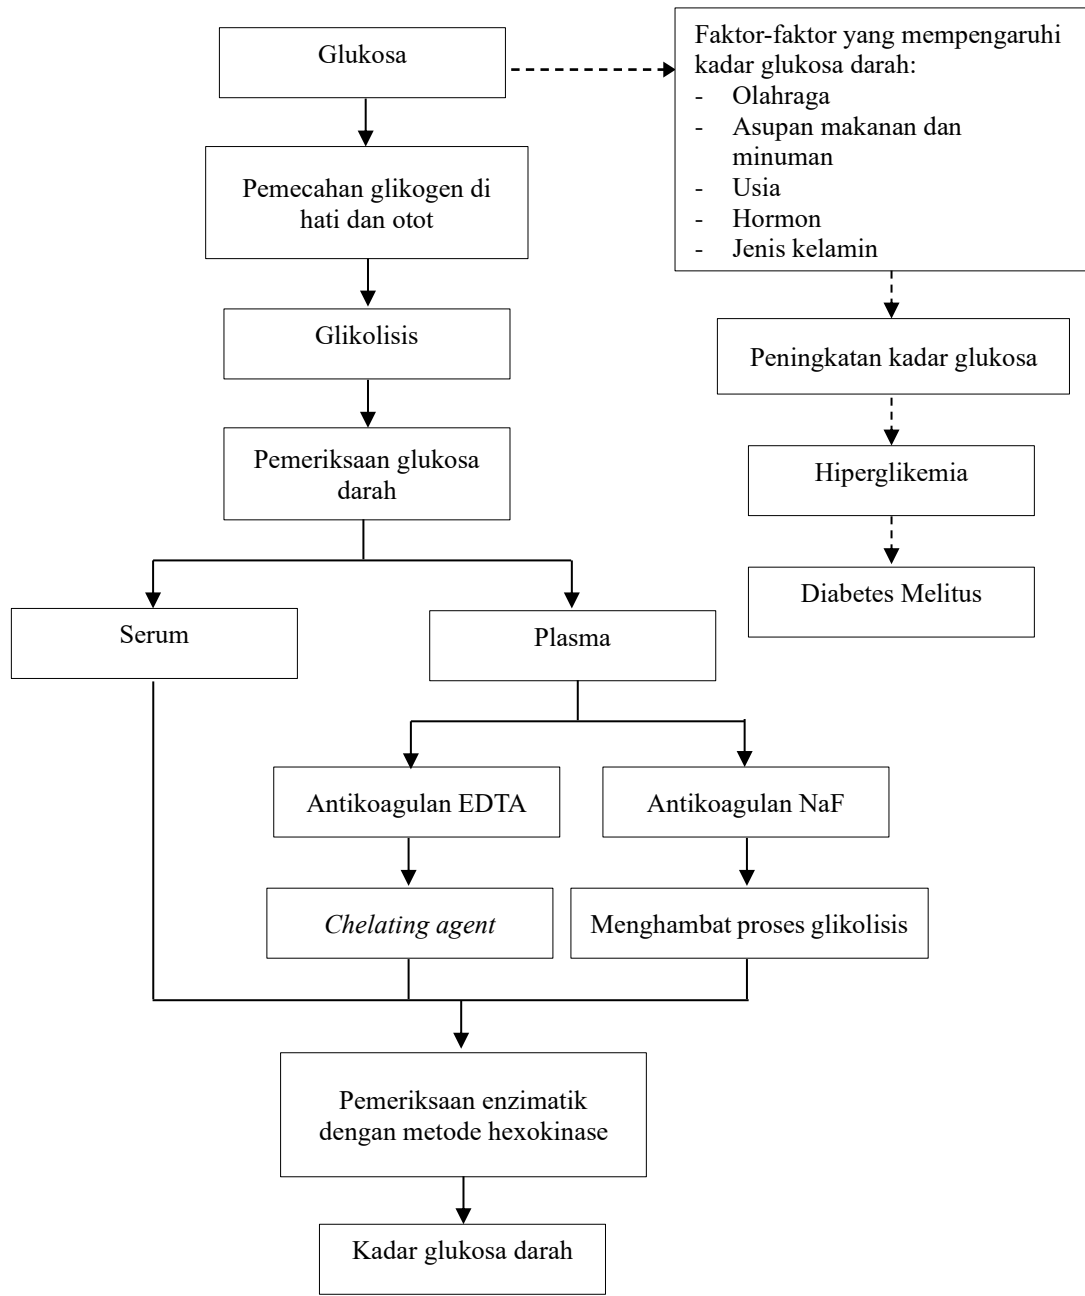 Glukosa
Faktor-faktor yang mempengaruhi
kadar glukosa darah:
- Olahraga
- Asupan makanan dan
minuman
- Usia
- Hormon
- Jenis kelamin
Pemecahan glikogen di
hati dan otot
Glikolisis
Peningkatan kadar glukosa
Pemeriksaan glukosa
darah
Hiperglikemia
Diabetes Melitus
Serum
Plasma
Antikoagulan EDTA
Antikoagulan NaF
Chelating agent
Menghambat proses glikolisis
Pemeriksaan enzimatik
dengan metode hexokinase
Kadar glukosa darah